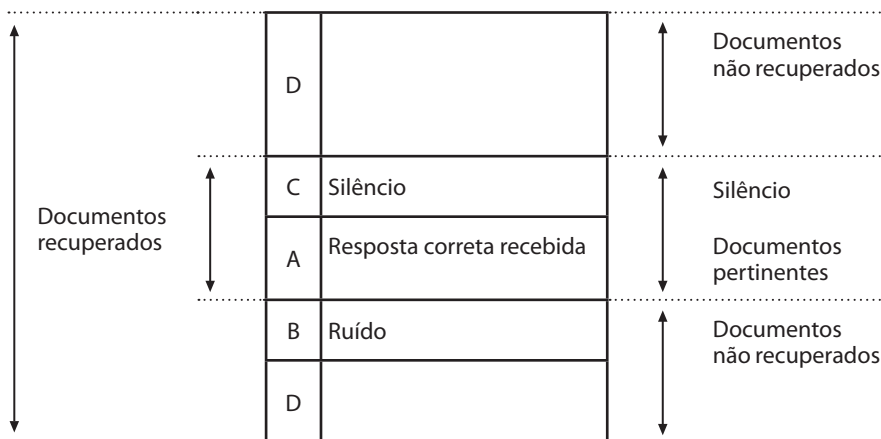 Documentos
recuperados
D
C Silêncio
A Resposta correta recebida
B Ruído
D
Documentos
não recuperados
Silêncio
Documentos
pertinentes
Documentos
não recuperados